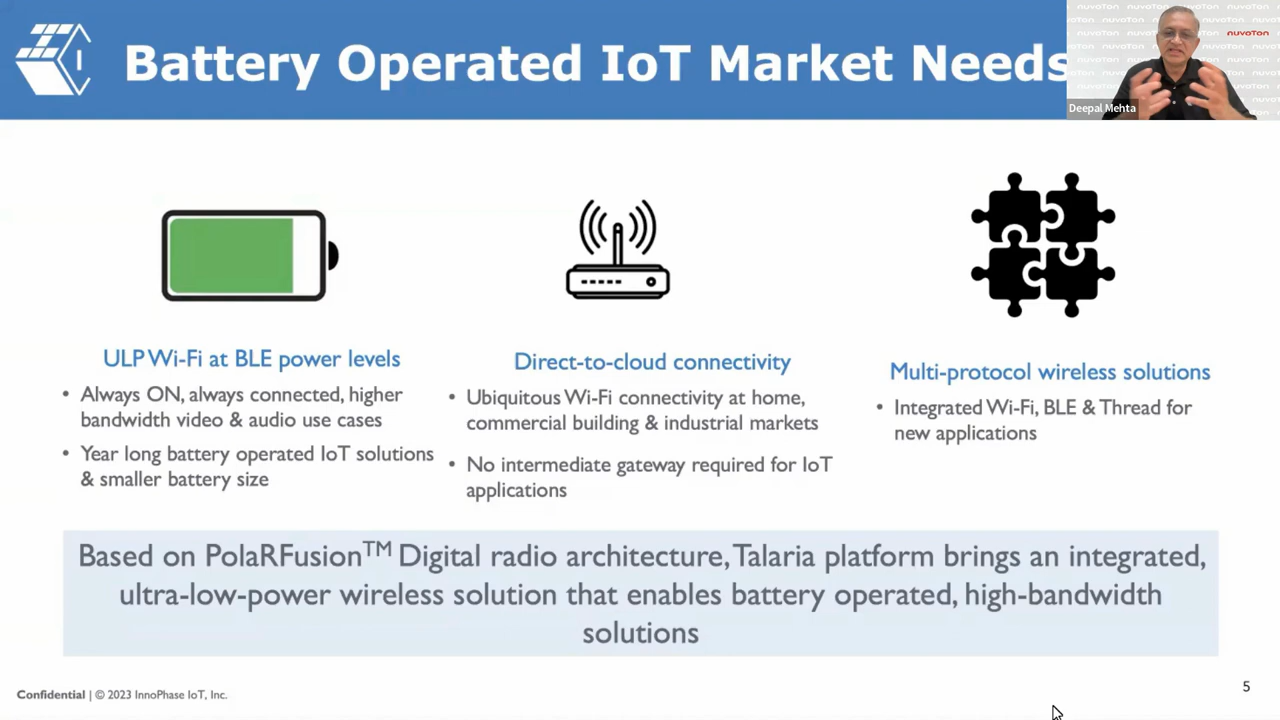 Battery Operated IoT Market Needs
nuvoTon
Deepal Mehta
ULP Wi-Fi at BLE power levels
• Always ON, always connected, higher
bandwidth video & audio use cases
• Year long battery operated IoT solutions
& smaller battery size
Direct-to-cloud connectivity
• Ubiquitous Wi-Fi connectivity at home,
commercial building & industrial markets
• No intermediate gateway required for IoT
applications
Multi-protocol wireless solutions
• Integrated Wi-Fi, BLE & Thread for
new applications
Based on PolaRFusion™ Digital radio architecture, Talaria platform brings an integrated,
ultra-low-power wireless solution that enables battery operated, high-bandwidth
solutions
Confidential | © 2023 InnoPhase IoT, Inc.
5